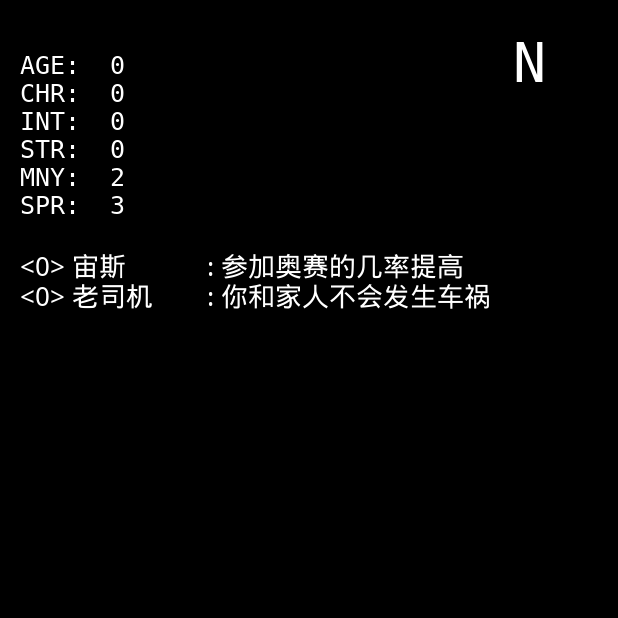 N
AGE: 0
CHR: 0
INT: 0
STR: 0
MNY: 2
SPR: 3
<O> 宙斯 : 参加奥赛的几率提高
<O> 老司机 : 你和家人不会发生车祸